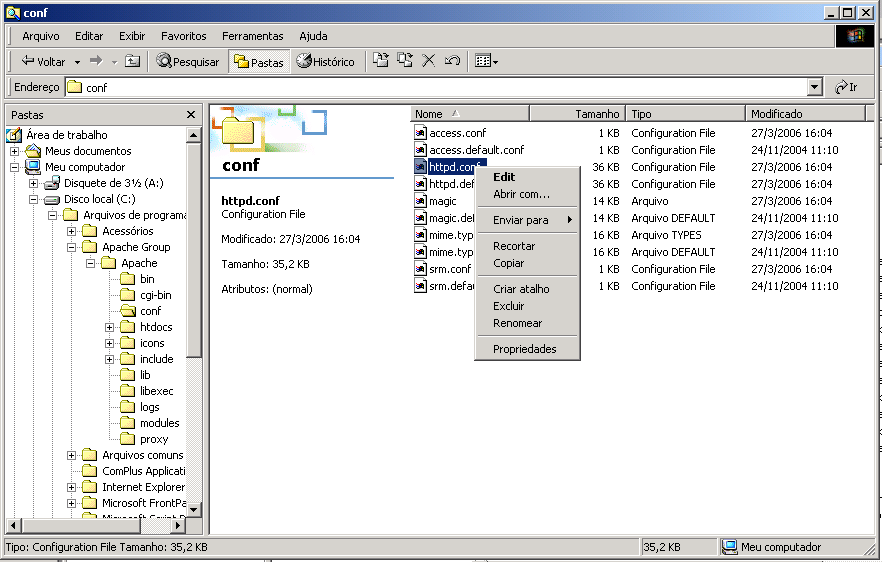 conf
Arquivo Editar Exibir Favoritos Ferramentas Ajuda
Voltar Pesquisar Pastas Histórico
Endereço conf Ir
Pastas
Área de trabalho
Meus documentos
Meu computador
Disquete de 3½ (A:)
Disco local (C:)
Arquivos de programa
Acessórios
Apache Group
Apache
bin
cgi-bin
conf
htdocs
icons
include
lib
libexec
logs
modules
proxy
Arquivos comuns
ComPlus Applicati
Internet Explorer
Microsoft FrontPa
conf
httpd.conf
Configuration File
Modificado: 27/3/2006 16:04
Tamanho: 35,2 KB
Atributos: (normal)
Nome Tamanho Tipo Modificado
access.conf 1 KB Configuration File 27/3/2006 16:04
access.default.conf 1 KB Configuration File 24/11/2004 11:10
httpd.conf 36 KB Configuration File 27/3/2006 16:04
httpd.def 36 KB Configuration File 24/11/2004 11:10
magic 14 KB Arquivo 27/3/2006 16:04
magic.de 14 KB Arquivo DEFAULT 24/11/2004 11:10
mime.typ 16 KB Arquivo TYPES 27/3/2006 16:04
mime.typ 16 KB Arquivo DEFAULT 24/11/2004 11:10
srm.conf 1 KB Configuration File 27/3/2006 16:04
srm.defau 1 KB Configuration File 24/11/2004 11:10
Edit
Abrir com...
Enviar para
Recortar
Copiar
Criar atalho
Excluir
Renomear
Propriedades
Tipo: Configuration File Tamanho: 35,2 KB 35,2 KB Meu computador